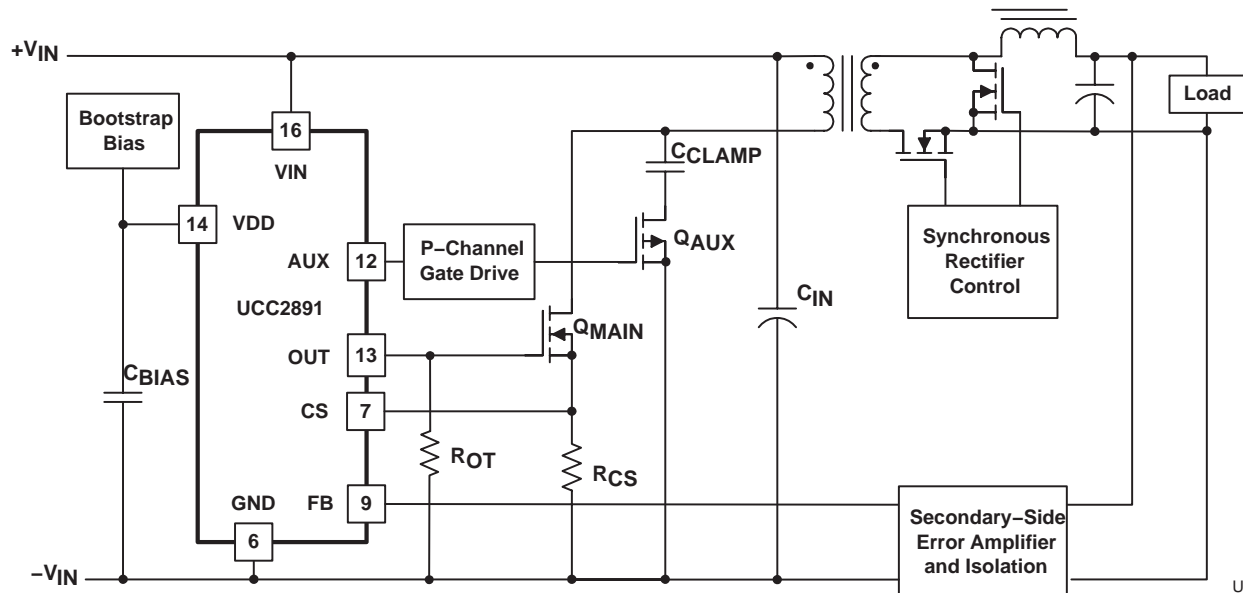 +VIN
Bootstrap
Bias
16
VIN
14
VDD
AUX
12
P−Channel
Gate Drive
UCC2891
OUT
13
CS
7
CBIAS
ROT
RCS
GND
FB
9
6
−VIN
CCLAMP
QAUX
QMAIN
CIN
Load
Synchronous
Rectifier
Control
Secondary−Side
Error Amplifier
and Isolation
U